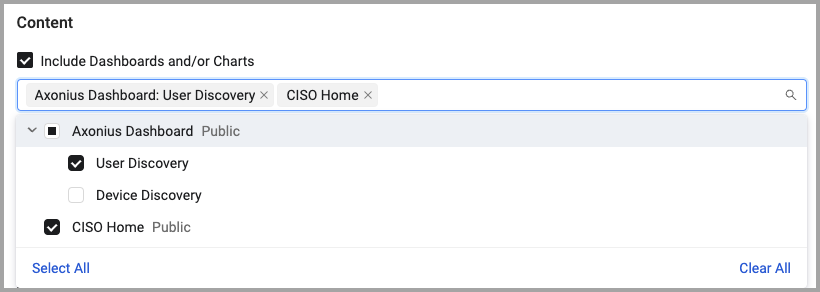 Content
Include Dashboards and/or Charts
Axonius Dashboard: User Discovery × CISO Home ×
Axonius Dashboard Public
User Discovery
Device Discovery
CISO Home Public
Select All Clear All